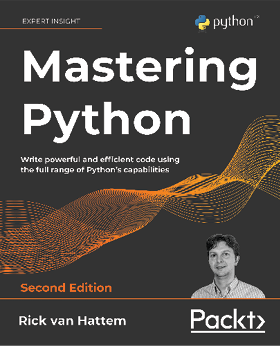 EXPERT INSIGHT
python
Mastering
Python
Write powerful and efficient code using
the full range of Python's capabilities
Second Edition
Rick van Hattem
Packt>